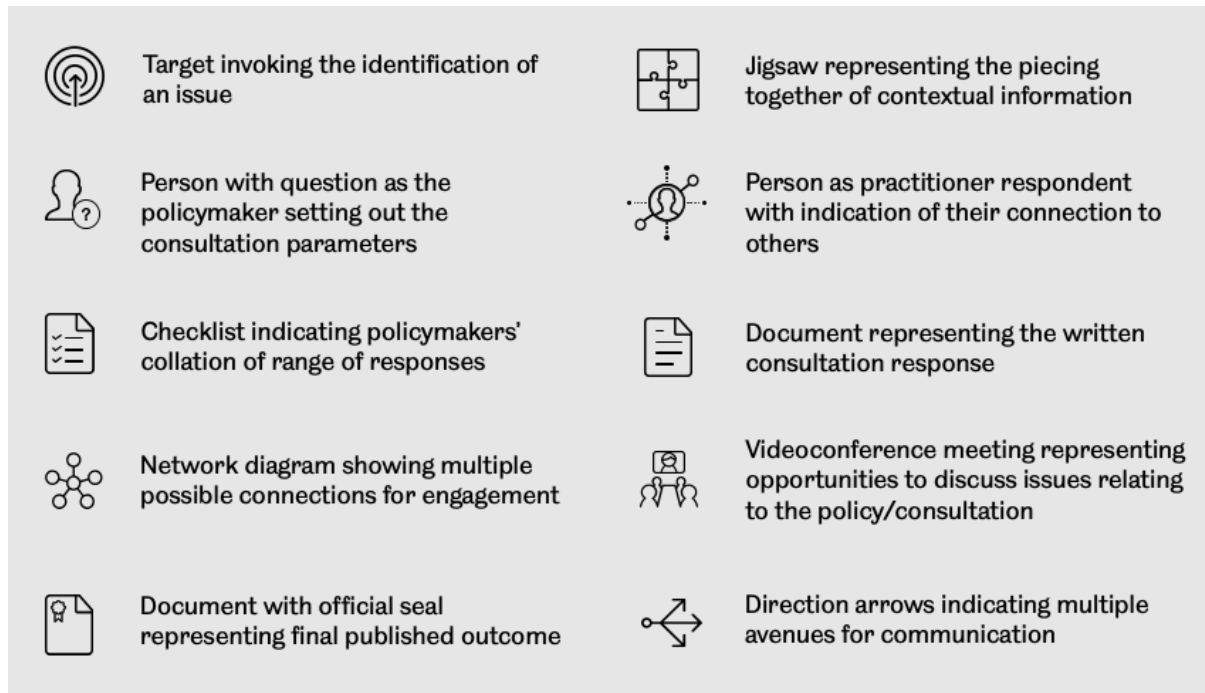 Target invoking the identification of
an issue
Jigsaw representing the piecing
together of contextual information
Person with question as the
policymaker setting out the
consultation parameters
?
Person as practitioner respondent
with indication of their connection to
others
Checklist indicating policymakers'
collation of range of responses
Document representing the written
consultation response
Network diagram showing multiple
possible connections for engagement
Videoconference meeting representing
opportunities to discuss issues relating
to the policy/consultation
Document with official seal
representing final published outcome
Direction arrows indicating multiple
avenues for communication